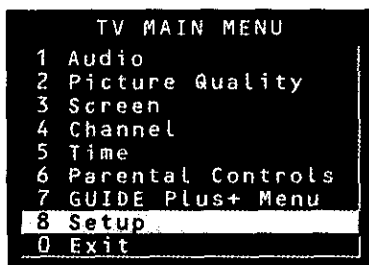 TV MAIN MENU
1 Audio
2 Picture Quality
3 Screen
4 Channel
5 Time
6 Parental Controls
7 GUIDE Plus+ Menu
8 Setup
0 Exit